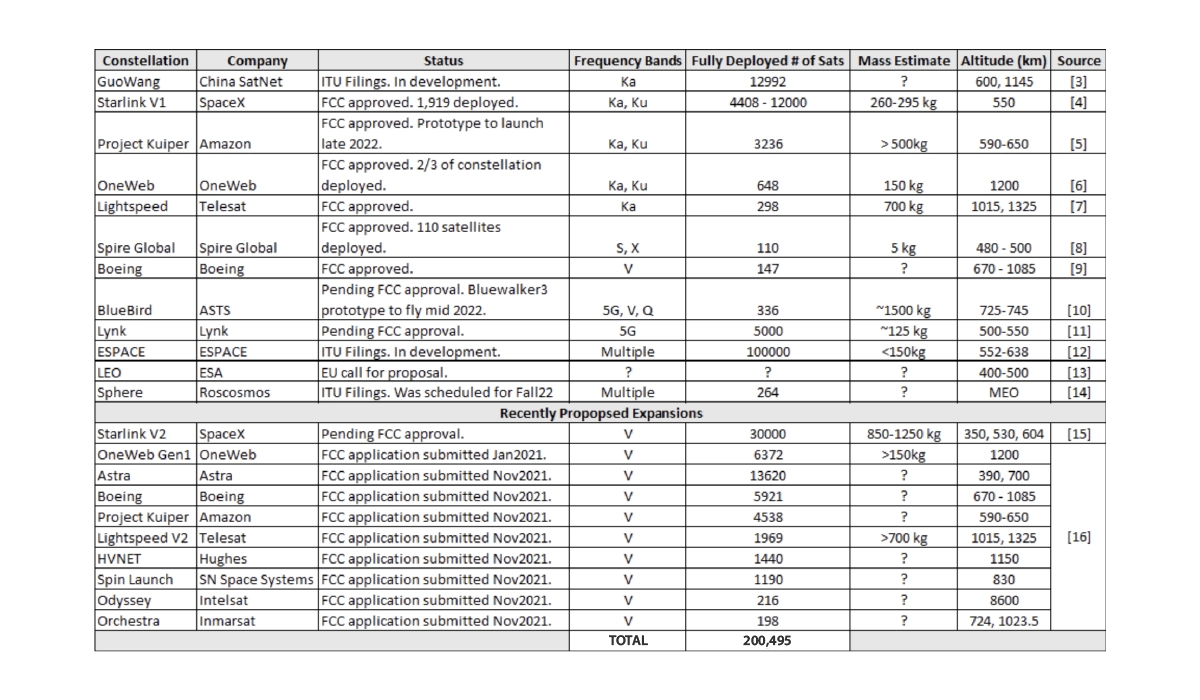 Constellation Company Status Frequency Bands Fully Deployed # of Sats Mass Estimate Altitude (km) Source
GuoWang China SatNet ITU Filings. In development. Ka 12992 ? 600, 1145 [3]
Starlink V1 SpaceX FCC approved. 1,919 deployed. Ka, Ku 4408 - 12000 260-295 kg 550 [4]
FCC approved. Prototype to launch
Project Kuiper Amazon late 2022. Ka, Ku 3236 > 500kg 590-650 [5]
FCC approved. 2/3 of constellation
OneWeb OneWeb deployed. Ka, Ku 648 150 kg 1200 [6]
Lightspeed Telesat FCC approved. Ka 298 700 kg 1015, 1325 [7]
FCC approved. 110 satellites
Spire Global Spire Global deployed. S, X 110 5 kg 480 - 500 [8]
Boeing Boeing FCC approved. V 147 ? 670 - 1085 [9]
Pending FCC approval. Bluewalker3
BlueBird ASTS prototype to fly mid 2022. 5G, V, Q 336 ~1500 kg 725-745 [10]
Lynk Lynk Pending FCC approval. 5G 5000 ~125 kg 500-550 [11]
ESPACE ESPACE ITU Filings. In development. Multiple 100000 <150kg 552-638 [12]
LEO ESA EU call for proposal. ? ? ? 400-500 [13]
Sphere Roscosmos ITU Filings. Was scheduled for Fall22 Multiple 264 ? MEO [14]
Recently Propopsed Expansions
Starlink V2 SpaceX Pending FCC approval. V 30000 850-1250 kg 350, 530, 604 [15]
OneWeb Gen1 OneWeb FCC application submitted Jan2021. V 6372 >150kg 1200
Astra Astra FCC application submitted Nov2021. V 13620 ? 390, 700
Boeing Boeing FCC application submitted Nov2021. V 5921 ? 670 - 1085
Project Kuiper Amazon FCC application submitted Nov2021. V 4538 ? 590-650
Lightspeed V2 Telesat FCC application submitted Nov2021. V 1969 >700 kg 1015, 1325 [16]
HVNET Hughes FCC application submitted Nov2021. V 1440 ? 1150
Spin Launch SN Space Systems FCC application submitted Nov2021. V 1190 ? 830
Odyssey Intelsat FCC application submitted Nov2021. V 216 ? 8600
Orchestra Inmarsat FCC application submitted Nov2021. V 198 ? 724, 1023.5
TOTAL 200,495